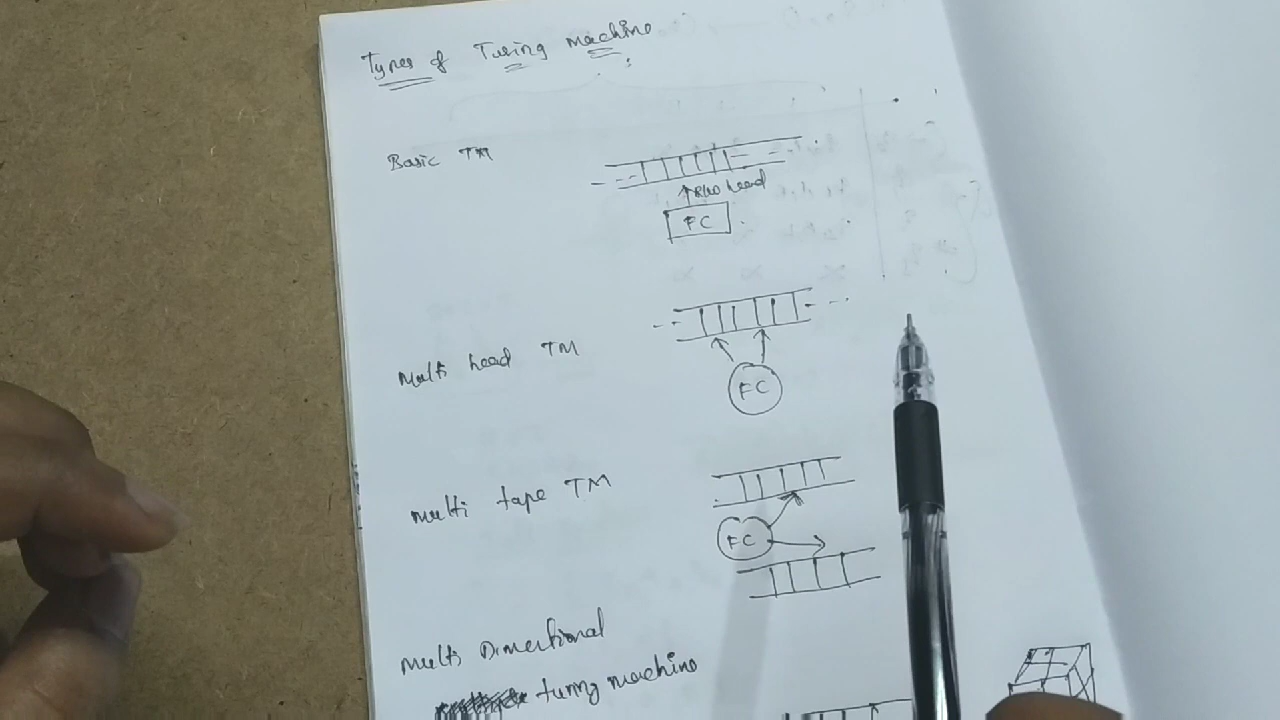 Types of Turing machine
Basic TM
R/W head
FC
Multi head TM
FC
multi tape TM
FC
Multi Dimentional
turing machine